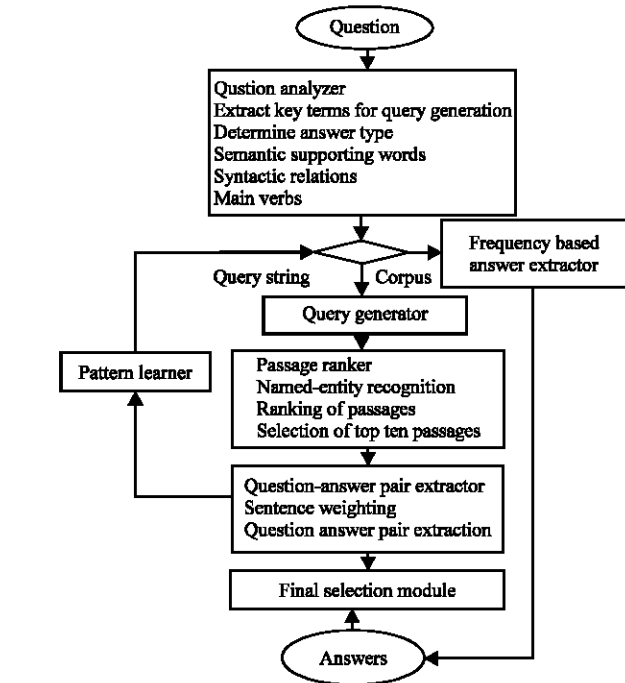 Question
Qustion analyzer
Extract key terms for query generation
Determine answer type
Semantic supporting words
Syntactic relations
Main verbs
Frequency based
answer extractor
Query string
Corpus
Query generator
Pattern learner
Passage ranker
Named-entity recognition
Ranking of passages
Selection of top ten passages
Question-answer pair extractor
Sentence weighting
Question answer pair extraction
Final selection module
Answers